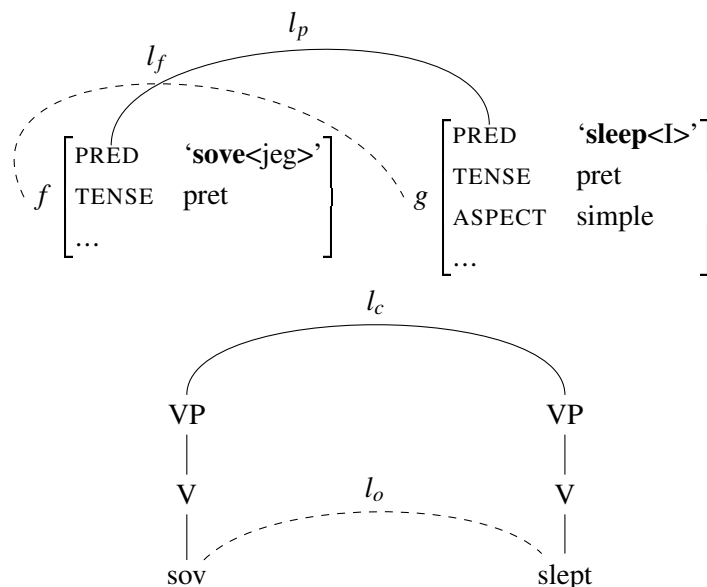 l_p
l_f
f [ PRED ‘sove<jeg>’
TENSE pret
... ]
g [ PRED ‘sleep<I>’
TENSE pret
ASPECT simple
... ]
l_c
VP VP
V V
l_o
sov slept